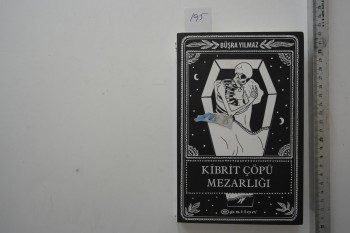 195
BÜŞRA YILMAZ
KİBRİT ÇÖPÜ
MEZARLIĞI
epsilon